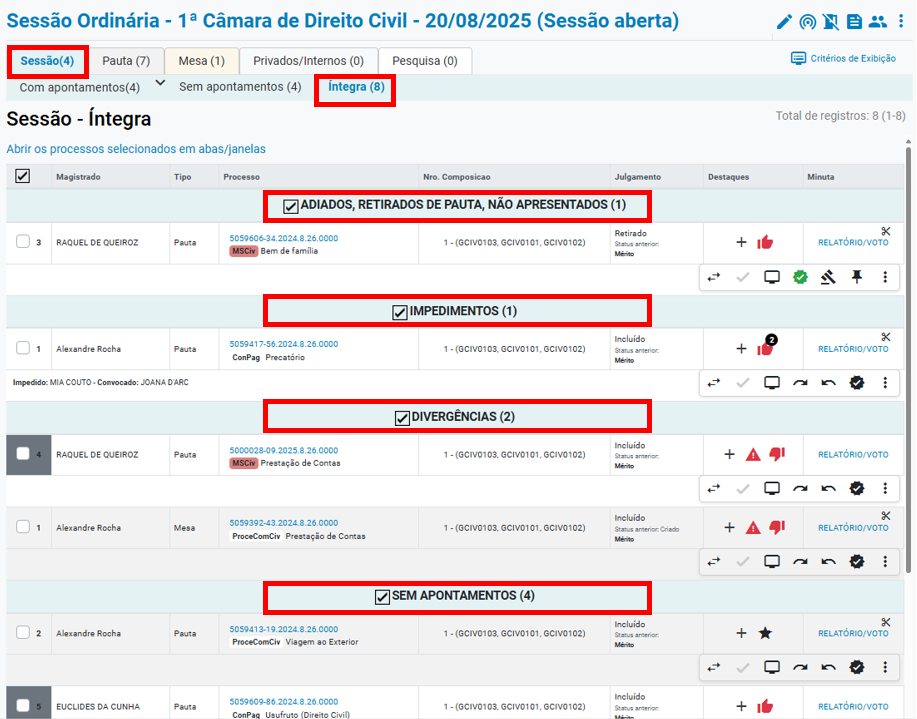 Sessão Ordinária - 1ª Câmara de Direito Civil - 20/08/2025 (Sessão aberta)
Sessão(4) Pauta (7) Mesa (1) Privados/Internos (0) Pesquisa (0) Critérios de Exibição
Com apontamentos(4) Sem apontamentos (4) Íntegra (8)
Sessão - Íntegra Total de registros: 8 (1-8)
Abrir os processos selecionados em abas/janelas
Magistrado Tipo Processo Nro. Composicao Julgamento Destaques Minuta
ADIADOS, RETIRADOS DE PAUTA, NÃO APRESENTADOS (1)
3 RAQUEL DE QUEIROZ Pauta 5059606-34.2024.8.26.0000 MSCiv Bem de família 1 - (GCIV0103, GCIV0101, GCIV0102) Retirado Status anterior: Mérito RELATÓRIO/VOTO
IMPEDIMENTOS (1)
1 Alexandre Rocha Pauta 5059417-56.2024.8.26.0000 ConPag Precatório 1 - (GCIV0103, GCIV0101, GCIV0102) Incluído Status anterior: Mérito 2 RELATÓRIO/VOTO
Impedido: MIA COUTO - Convocado: JOANA D'ARC
DIVERGÊNCIAS (2)
4 RAQUEL DE QUEIROZ Pauta 5000028-09.2025.8.26.0000 MSCiv Prestação de Contas 1 - (GCIV0103, GCIV0101, GCIV0102) Incluído Status anterior: Mérito RELATÓRIO/VOTO
1 Alexandre Rocha Mesa 5059392-43.2024.8.26.0000 ProceComCiv Prestação de Contas 1 - (GCIV0103, GCIV0101, GCIV0102) Incluído Status anterior: Criado Mérito RELATÓRIO/VOTO
SEM APONTAMENTOS (4)
2 Alexandre Rocha Pauta 5059413-19.2024.8.26.0000 ProceComCiv Viagem ao Exterior 1 - (GCIV0103, GCIV0101, GCIV0102) Incluído Status anterior: Mérito RELATÓRIO/VOTO
5 EUCLIDES DA CUNHA Pauta 5059609-86.2024.8.26.0000 ConPag Usufruto (Direito Civil) 1 - (GCIV0103, GCIV0101, GCIV0102) Incluído Status anterior: Mérito RELATÓRIO/VOTO